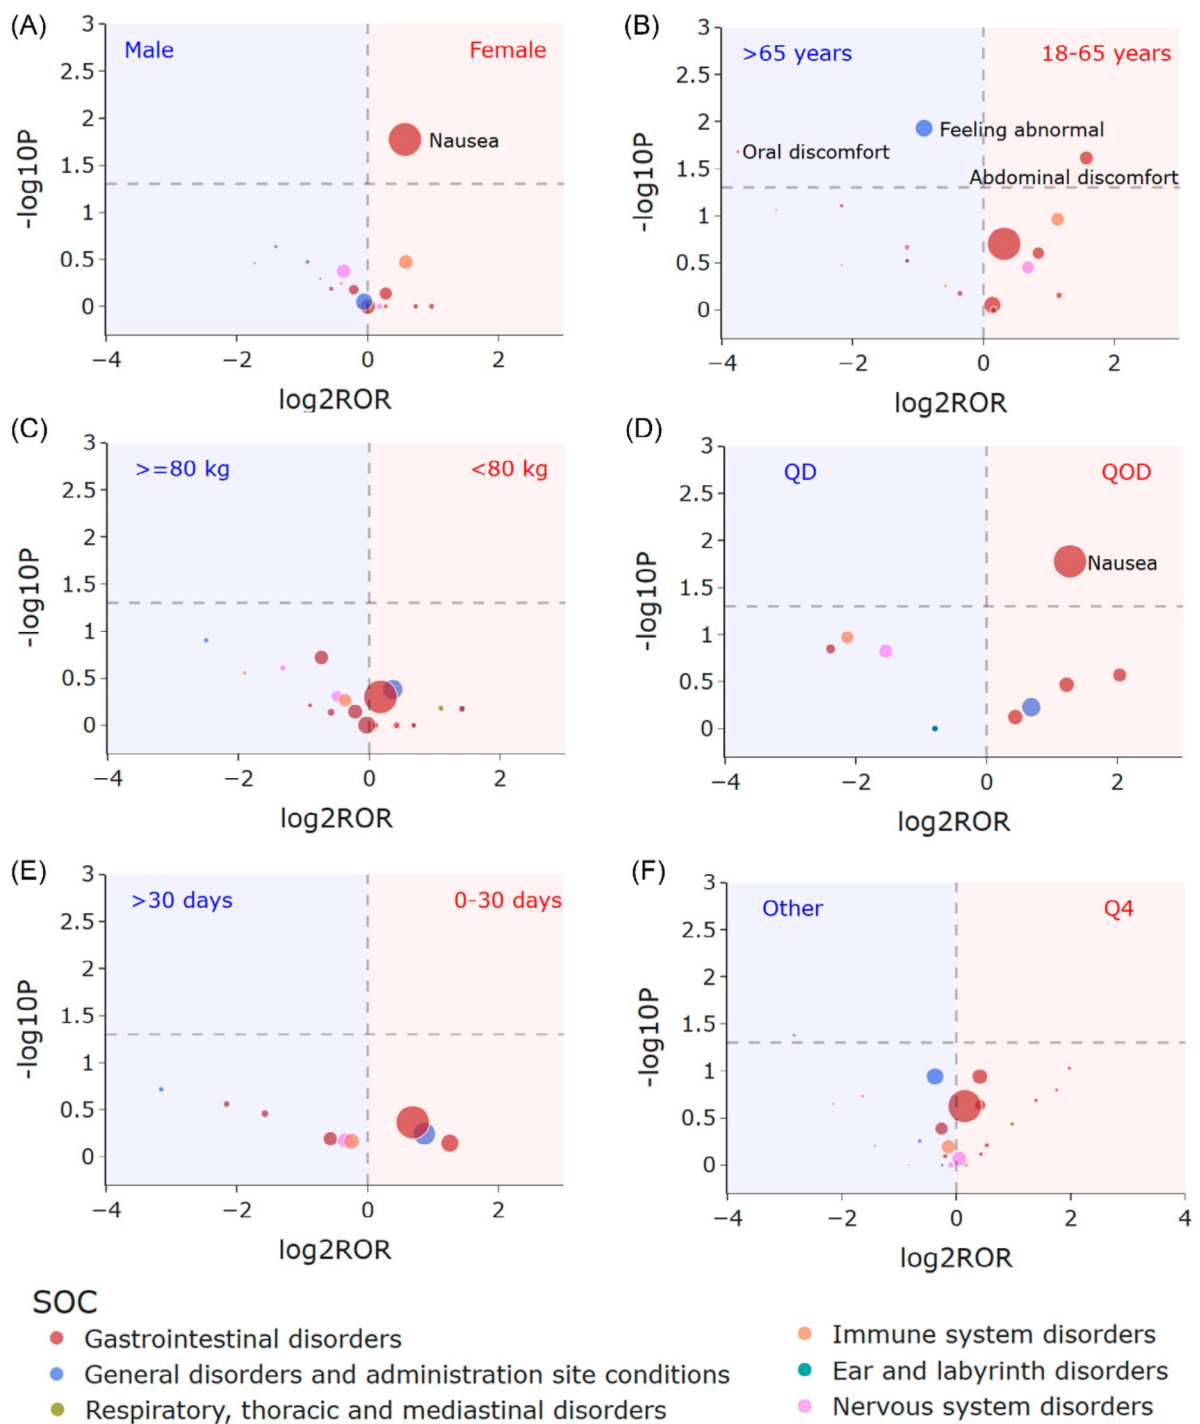 (A)
3
Male
Female
2.5
2
Nausea
1.5
1
0.5
0
−4
−2
0
2
-log10P
log2ROR
(B)
3
>65 years
18-65 years
2.5
2
Feeling abnormal
Oral discomfort
1.5
Abdominal discomfort
1
0.5
0
−4
−2
0
2
-log10P
log2ROR
(C)
3
>=80 kg
<80 kg
2.5
2
1.5
1
0.5
0
−4
−2
0
2
-log10P
log2ROR
(D)
3
QD
QOD
2.5
2
Nausea
1.5
1
0.5
0
−4
−2
0
2
-log10P
log2ROR
(E)
3
>30 days
0-30 days
2.5
2
1.5
1
0.5
0
−4
−2
0
2
-log10P
log2ROR
(F)
3
Other
Q4
2.5
2
1.5
1
0.5
0
−4
−2
0
2
4
-log10P
log2ROR
SOC
Gastrointestinal disorders
General disorders and administration site conditions
Respiratory, thoracic and mediastinal disorders
Immune system disorders
Ear and labyrinth disorders
Nervous system disorders